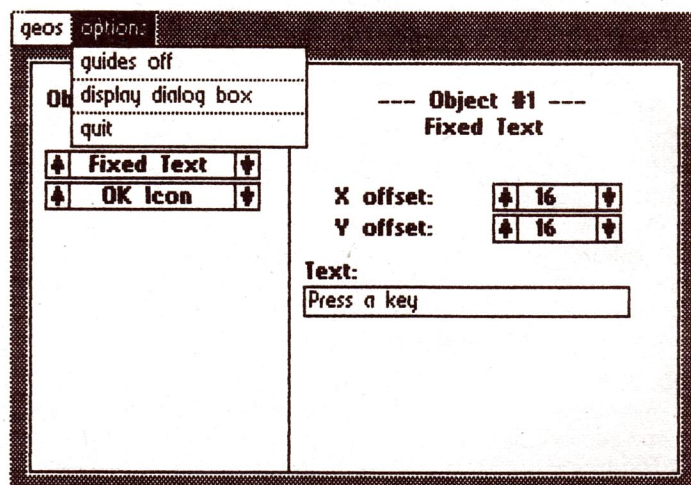 geos options
guides off
display dialog box
quit
Ob
--- Object #1 ---
Fixed Text
Fixed Text
OK Icon
X offset: 16
Y offset: 16
Text:
Press a key